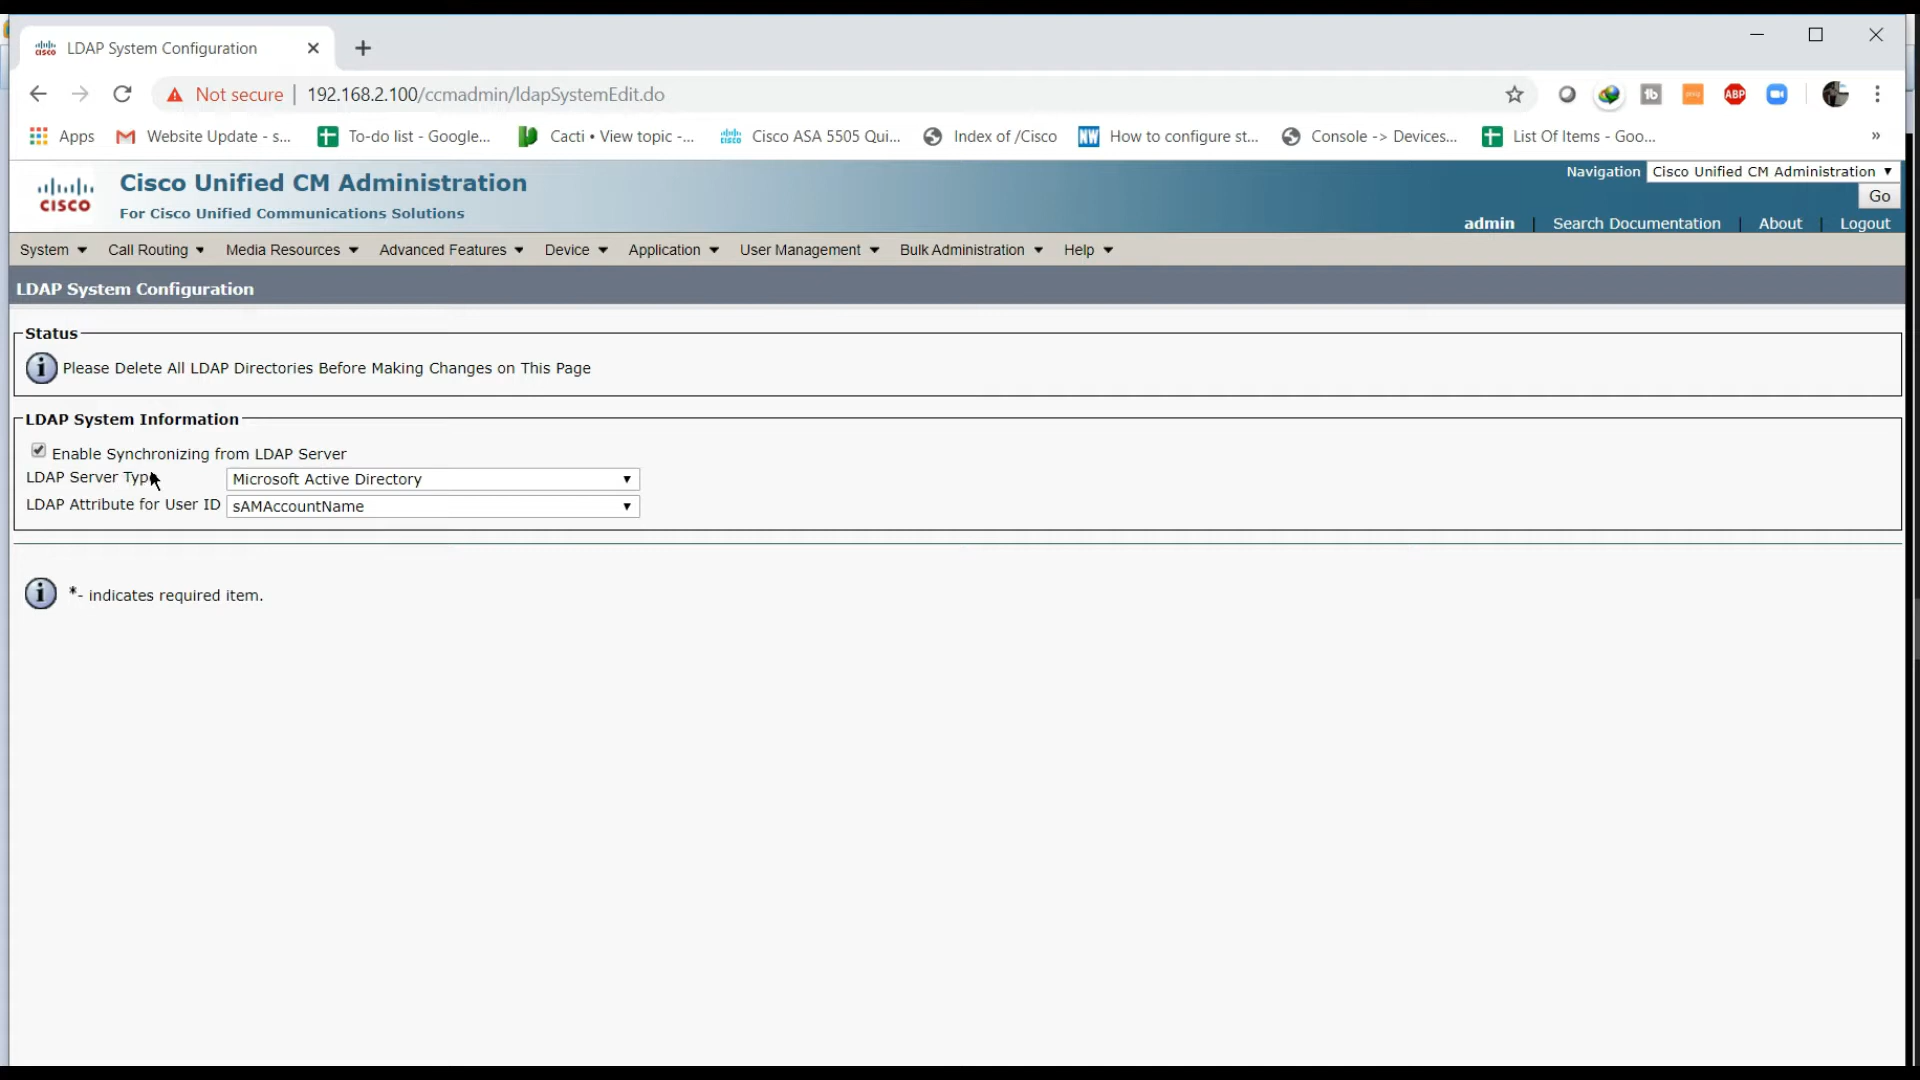 LDAP System Configuration
Not secure | 192.168.2.100/ccmadmin/ldapSystemEdit.do
ABP
Apps
Website Update - s...
To-do list - Google...
Cacti • View topic -...
Cisco ASA 5505 Qui...
Index of /Cisco
NW
How to configure st...
Console -> Devices...
List Of Items - Goo...
»
CISCO
Cisco Unified CM Administration
For Cisco Unified Communications Solutions
Navigation Cisco Unified CM Administration
Go
admin | Search Documentation | About | Logout
System Call Routing Media Resources Advanced Features Device Application User Management Bulk Administration Help
LDAP System Configuration
Status
Please Delete All LDAP Directories Before Making Changes on This Page
LDAP System Information
Enable Synchronizing from LDAP Server
LDAP Server Type Microsoft Active Directory
LDAP Attribute for User ID sAMAccountName
*- indicates required item.